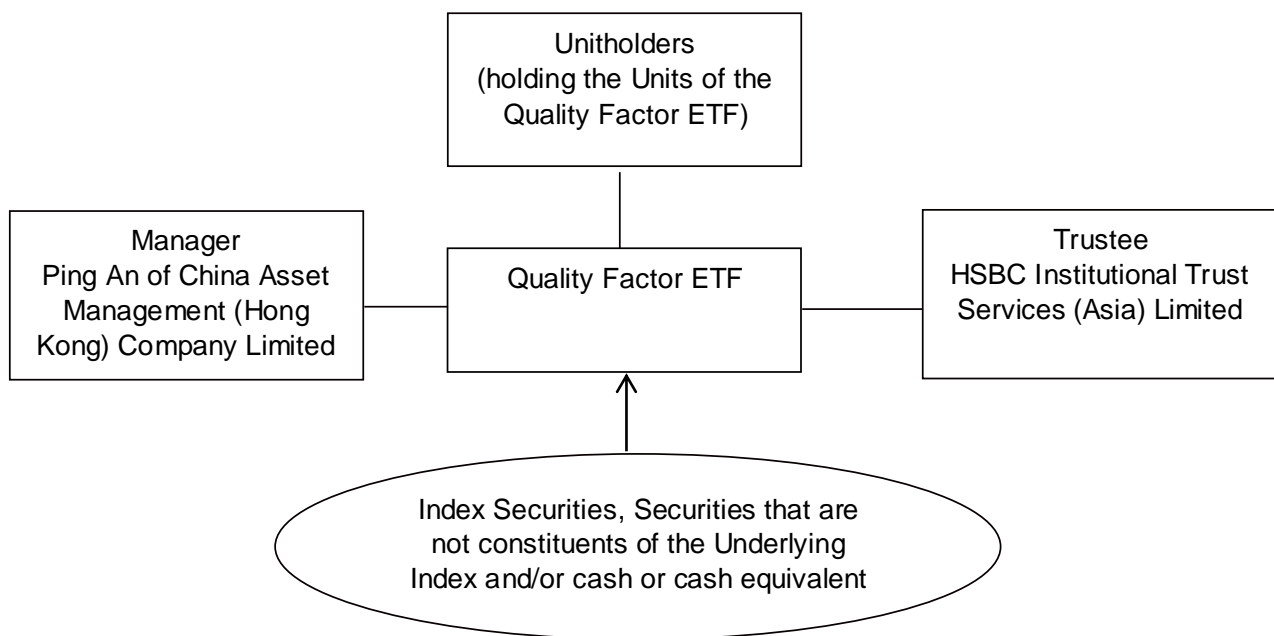 Unitholders
(holding the Units of the
Quality Factor ETF)
Manager
Ping An of China Asset
Management (Hong
Kong) Company Limited
Quality Factor ETF
Trustee
HSBC Institutional Trust
Services (Asia) Limited
Index Securities, Securities that are
not constituents of the Underlying
Index and/or cash or cash equivalent